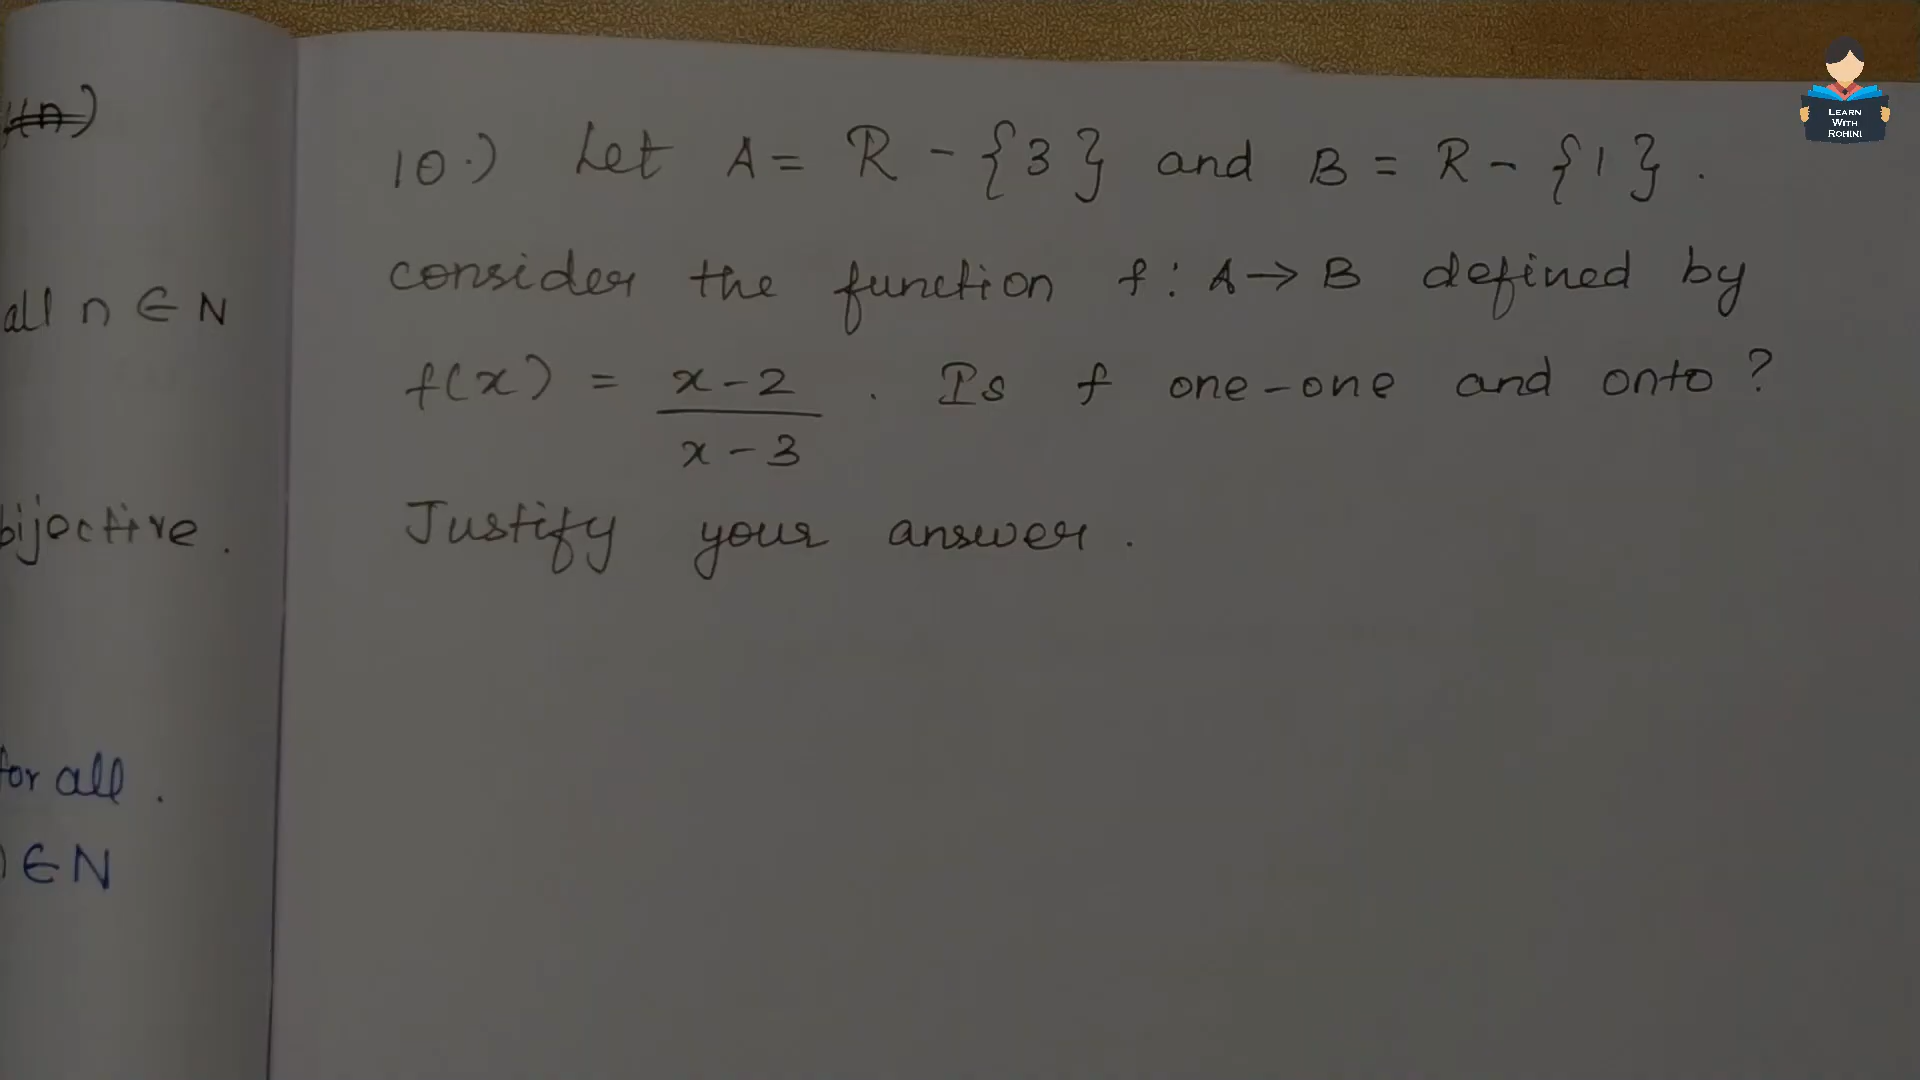 all n ∈ N
bijective.
for all.
∈ N
10.) Let A = R - {3} and B = R - {1}.
consider the function f: A → B defined by
f(x) = x-2 . Is f one-one and onto?
x-3
Justify your answer.
LEARN
WITH
ROHINI